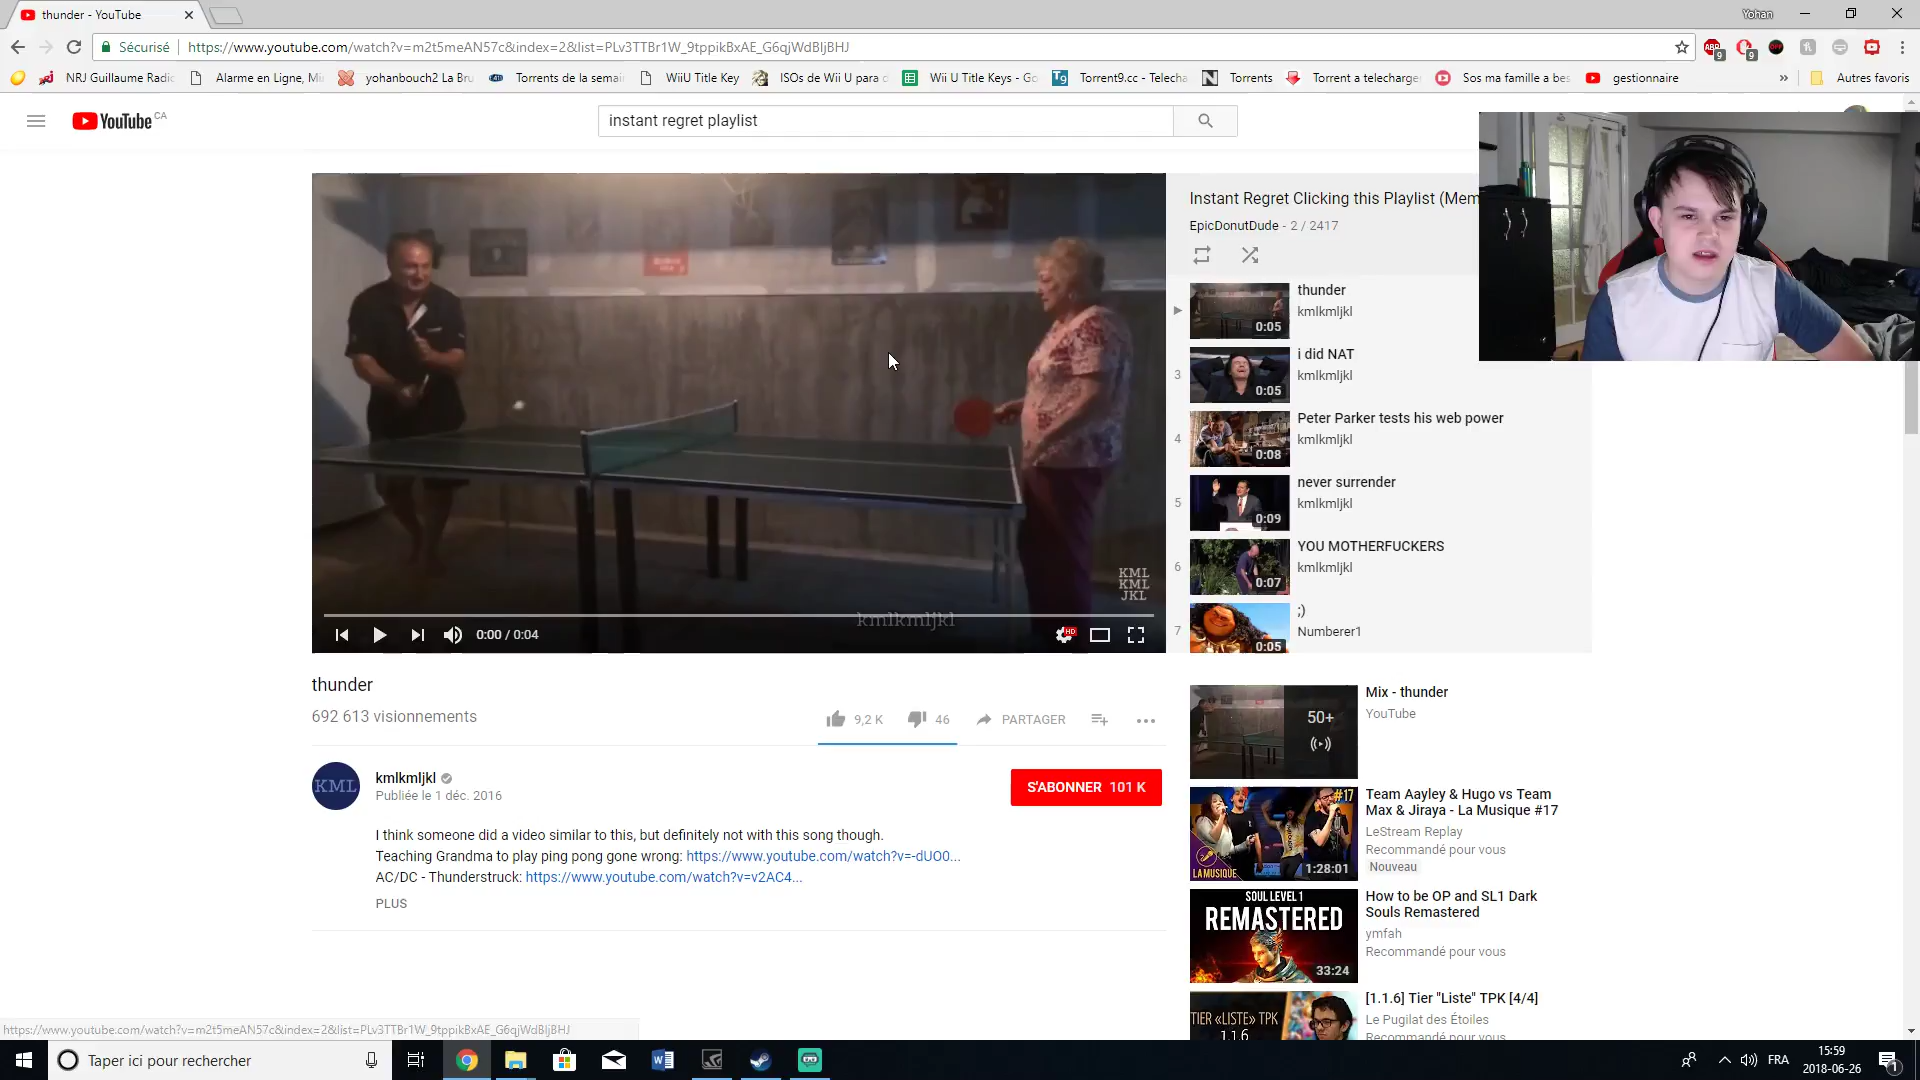 thunder - YouTube
Yohan
Sécurisé
https://www.youtube.com/watch?v=m2t5meAN57c&index=2&list=PLv3TTBr1W_9tppikBxAE_G6qjWdBljBHJ
NRJ Guillaume Radic
Alarme en Ligne, Mi
yohanbouch2 La Bru
Torrents de la semai
WiiU Title Key
ISOs de Wii U para d
Wii U Title Keys - Go
Torrent9.cc - Telecha
Torrents
Torrent a telecharge
Sos ma famille a bes
gestionnaire
Autres favoris
YouTube CA
instant regret playlist
Instant Regret Clicking this Playlist (Mem
EpicDonutDude - 2 / 2417
thunder
kmlkmljkl
0:05
3
i did NAT
kmlkmljkl
0:05
4
Peter Parker tests his web power
kmlkmljkl
0:08
5
never surrender
kmlkmljkl
0:09
6
YOU MOTHERFUCKERS
kmlkmljkl
0:07
7
;)
Numberer1
0:05
KML
KML
JKL
kmlkmljkl
0:00 / 0:04
HD
thunder
692 613 visionnements
9,2 K
46
PARTAGER
KML
kmlkmljkl
Publiée le 1 déc. 2016
S'ABONNER 101 K
I think someone did a video similar to this, but definitely not with this song though.
Teaching Grandma to play ping pong gone wrong: https://www.youtube.com/watch?v=-dUO0...
AC/DC - Thunderstruck: https://www.youtube.com/watch?v=v2AC4...
PLUS
50+
Mix - thunder
YouTube
#17
LA MUSIQUE
1:28:01
Team Aayley & Hugo vs Team
Max & Jiraya - La Musique #17
LeStream Replay
Recommandé pour vous
Nouveau
SOUL LEVEL 1
REMASTERED
33:24
How to be OP and SL1 Dark
Souls Remastered
ymfah
Recommandé pour vous
TIER «LISTE» TPK
1.1.6
[1.1.6] Tier "Liste" TPK [4/4]
Le Pugilat des Étoiles
Recommandé pour vous
https://www.youtube.com/watch?v=m2t5meAN57c&index=2&list=PLv3TTBr1W_9tppikBxAE_G6qjWdBljBHJ
Taper ici pour rechercher
FRA
15:59
2018-06-26
1